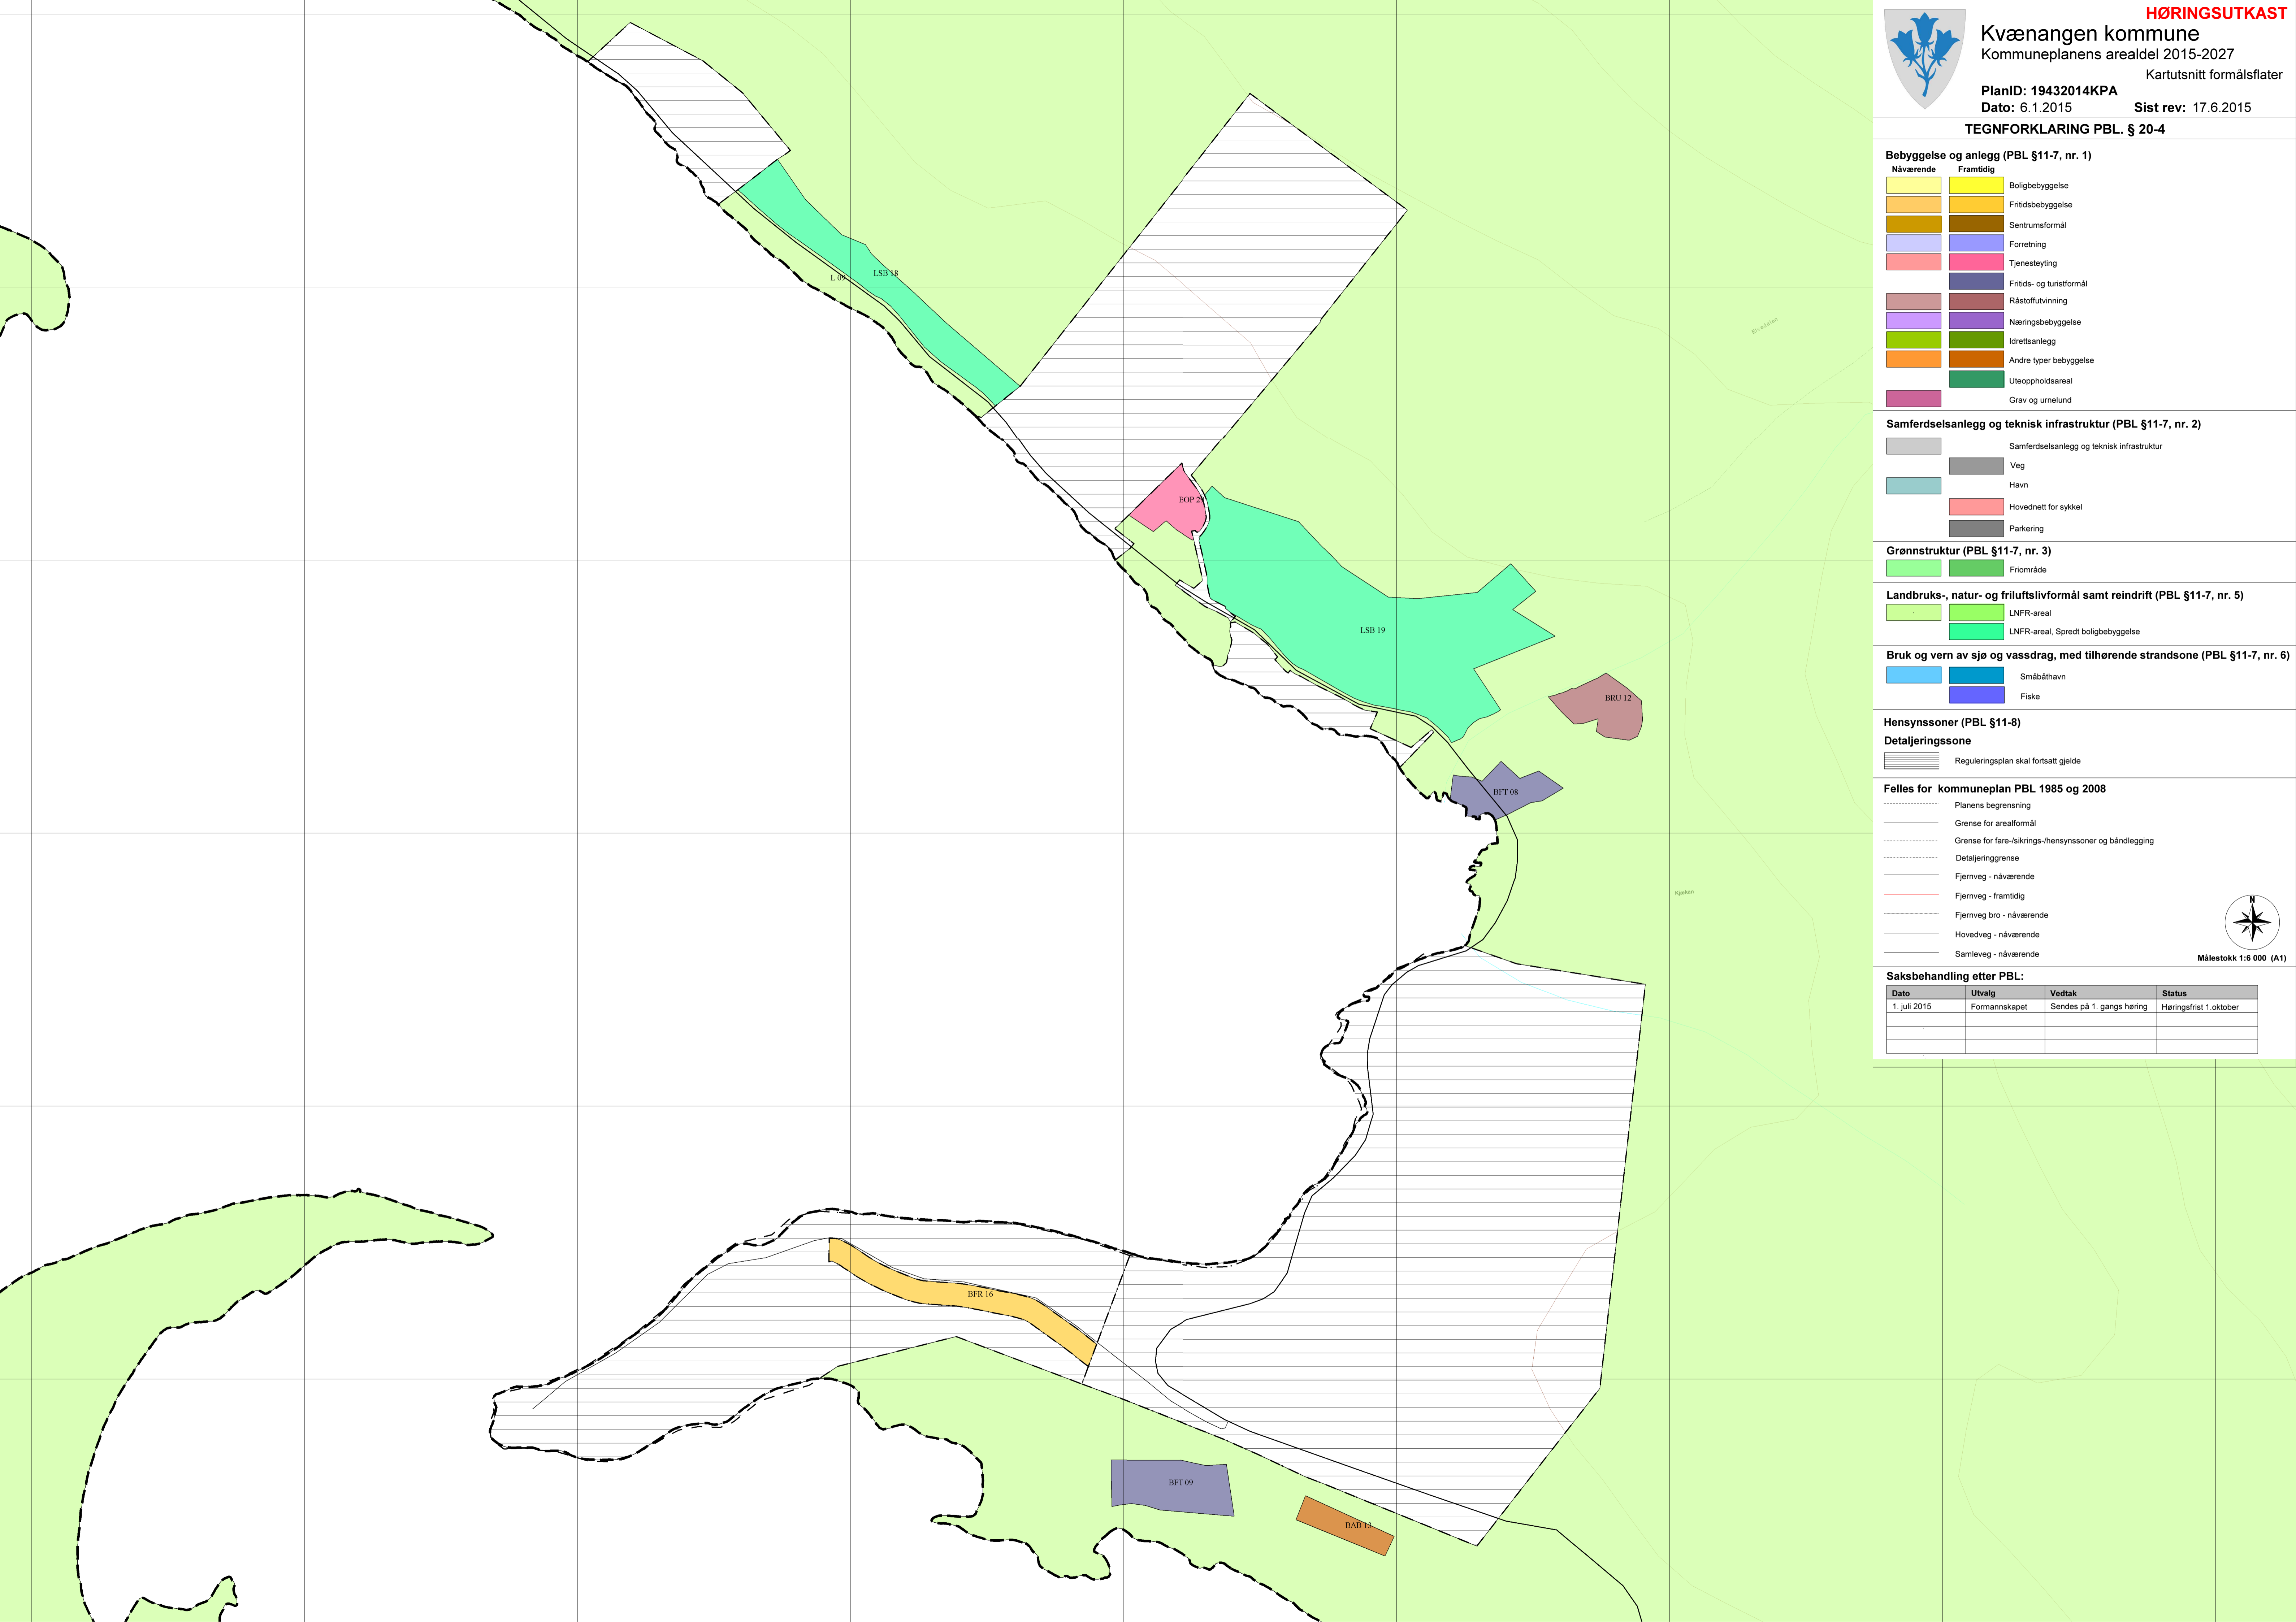 HØRINGSUTKAST
Kvænangen kommune
Kommuneplanens arealdel 2015-2027
Kartutsnitt formålsflater
PlanID: 19432014KPA
Dato: 6.1.2015 Sist rev: 17.6.2015
TEGNFORKLARING PBL. § 20-4
Bebyggelse og anlegg (PBL §11-7, nr. 1)
Nåværende Framtidig
Boligbebyggelse
Fritidsbebyggelse
Sentrumsformål
Forretning
Tjenesteyting
Fritids- og turistformål
Råstoffutvinning
Næringsbebyggelse
Idrettsanlegg
Andre typer bebyggelse
Uteoppholdsareal
Grav og urnelund
Samferdselsanlegg og teknisk infrastruktur (PBL §11-7, nr. 2)
Samferdselsanlegg og teknisk infrastruktur
Veg
Havn
Hovednett for sykkel
Parkering
Grønnstruktur (PBL §11-7, nr. 3)
Friområde
Landbruks-, natur- og friluftslivformål samt reindrift (PBL §11-7, nr. 5)
LNFR-areal
LNFR-areal, Spredt boligbebyggelse
Bruk og vern av sjø og vassdrag, med tilhørende strandsone (PBL §11-7, nr. 6)
Småbåthavn
Fiske
Hensynssoner (PBL §11-8)
Detaljeringssone
Reguleringsplan skal fortsatt gjelde
Felles for kommuneplan PBL 1985 og 2008
Planens begrensning
Grense for arealformål
Grense for fare-/sikrings-/hensynssoner og båndlegging
Detaljeringgrense
Fjernveg - nåværende
Fjernveg - framtidig
Fjernveg bro - nåværende
Hovedveg - nåværende
Samleveg - nåværende
N
Målestokk 1:6 000 (A1)
Saksbehandling etter PBL:
Dato Utvalg Vedtak Status
1. juli 2015 Formannskapet Sendes på 1. gangs høring Høringsfrist 1.oktober
L 09
LSB 18
Elvadalen
BOP 29
LSB 19
BRU 12
BFT 08
Kjærken
BFR 16
BFT 09
BAB 13